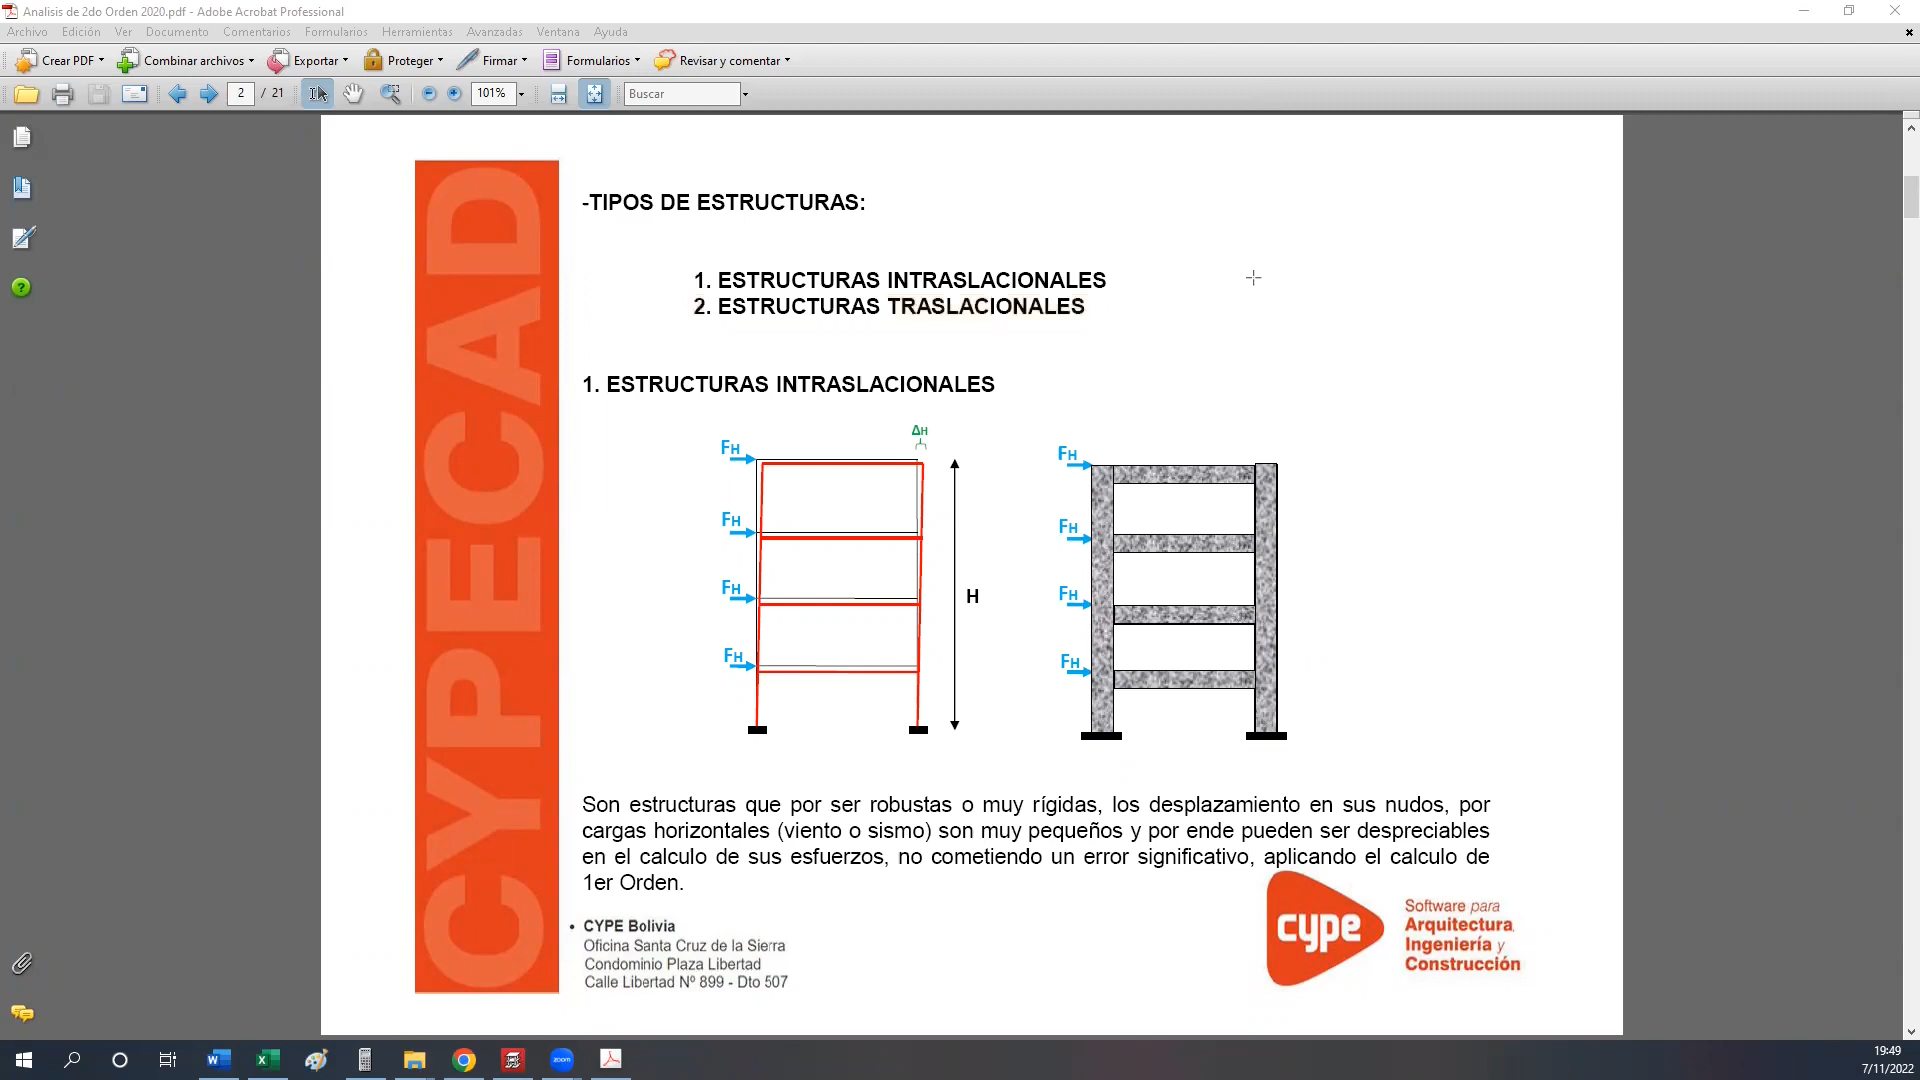 Analisis de 2do Orden 2020.pdf - Adobe Acrobat Professional
Archivo Edición Ver Documento Comentarios Formularios Herramientas Avanzadas Ventana Ayuda
Crear PDF Combinar archivos Exportar Proteger Firmar Formularios Revisar y comentar
2 / 21 101% Buscar
CYPECAD
-TIPOS DE ESTRUCTURAS:
1. ESTRUCTURAS INTRASLACIONALES
2. ESTRUCTURAS TRASLACIONALES
1. ESTRUCTURAS INTRASLACIONALES
ΔH
FH
FH
FH
FH
H
FH
FH
FH
FH
Son estructuras que por ser robustas o muy rígidas, los desplazamiento en sus nudos, por
cargas horizontales (viento o sismo) son muy pequeños y por ende pueden ser despreciables
en el calculo de sus esfuerzos, no cometiendo un error significativo, aplicando el calculo de
1er Orden.
• CYPE Bolivia
Oficina Santa Cruz de la Sierra
Condominio Plaza Libertad
Calle Libertad Nº 899 - Dto 507
cype
Software para
Arquitectura,
Ingeniería y
Construcción
zoom
19:49
7/11/2022